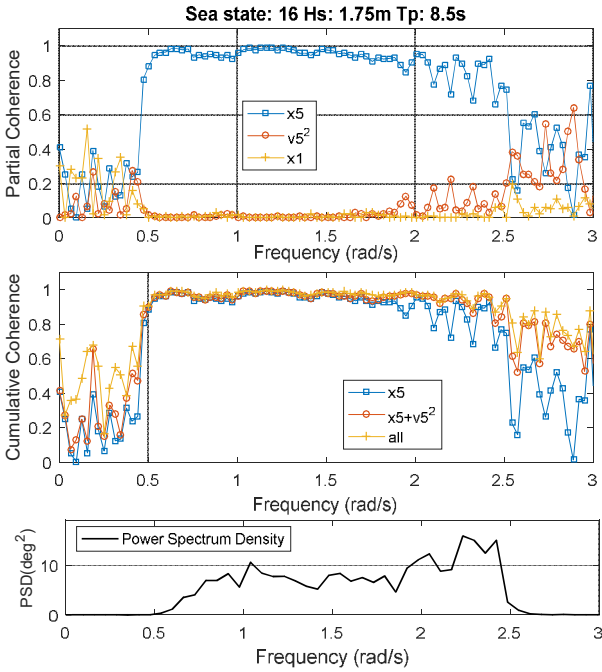 Sea state: 16 Hs: 1.75m Tp: 8.5s
Partial Coherence
1
0.8
0.6
0.4
0.2
0
x5
v5²
x1
0 0.5 1 1.5 2 2.5 3
Frequency (rad/s)
Cumulative Coherence
1
0.8
0.6
0.4
0.2
0
x5
x5+v5²
all
0 0.5 1 1.5 2 2.5 3
Frequency (rad/s)
PSD(deg²)
10
0
Power Spectrum Density
0 0.5 1 1.5 2 2.5 3
Frequency (rad/s)